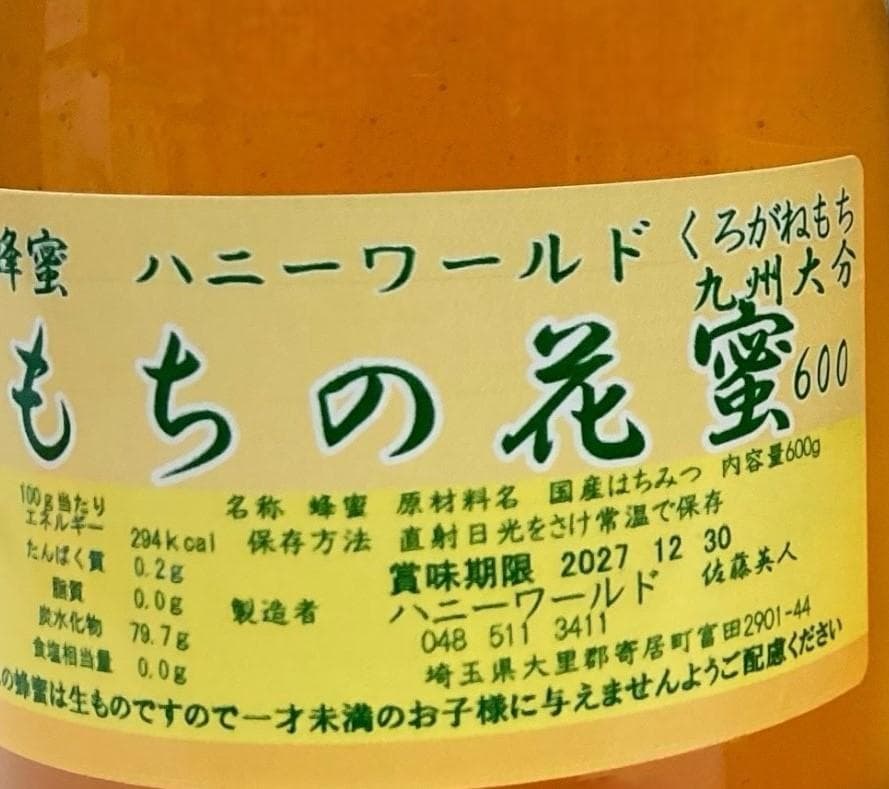 蜂蜜 ハニーワールド くろがねもち
九州大分
もちの花蜜 600
100g当たり
エネルギー 294kcal
たんぱく質 0.2g
脂質 0.0g
炭水化物 79.7g
食塩相当量 0.0g
名称 蜂蜜 原材料名 国産はちみつ 内容量600g
保存方法 直射日光をさけ常温で保存
賞味期限 2027 12 30
製造者 ハニーワールド 佐藤英人
048 511 3411
埼玉県大里郡寄居町富田2901-44
の蜂蜜は生ものですので一才未満のお子様に与えませんようご配慮ください